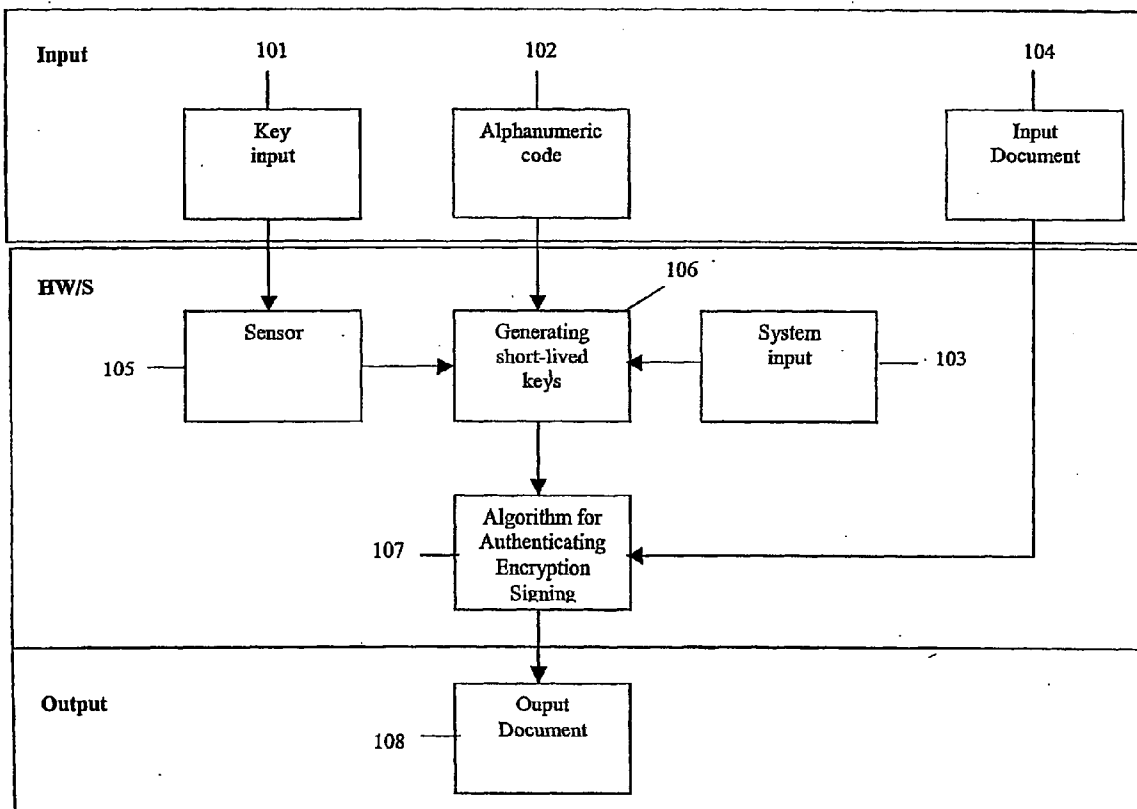 Input
101
102
104
Key
input
Alphanumeric
code
Input
Document
HW/S
106
Sensor
Generating
short-lived
keys
System
input
105
103
Algorithm for
Authenticating
Encryption
Signing
107
Output
Ouput
Document
108